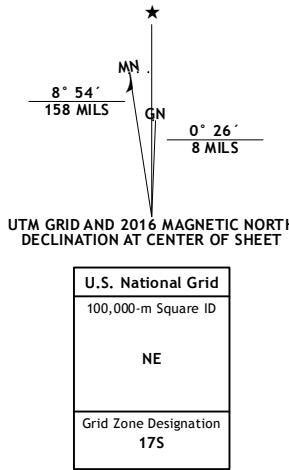 ★
MN
GN
8° 54´
158 MILS
0° 26´
8 MILS
UTM GRID AND 2016 MAGNETIC NORTH
DECLINATION AT CENTER OF SHEET
U.S. National Grid
100,000-m Square ID
NE
Grid Zone Designation
17S